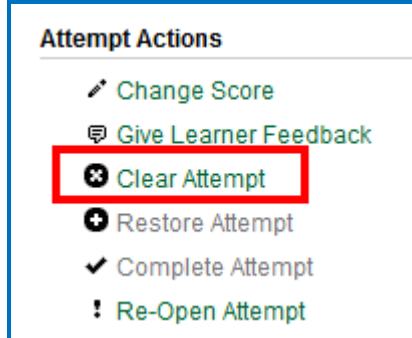 Attempt Actions
Change Score
Give Learner Feedback
Clear Attempt
Restore Attempt
Complete Attempt
Re-Open Attempt